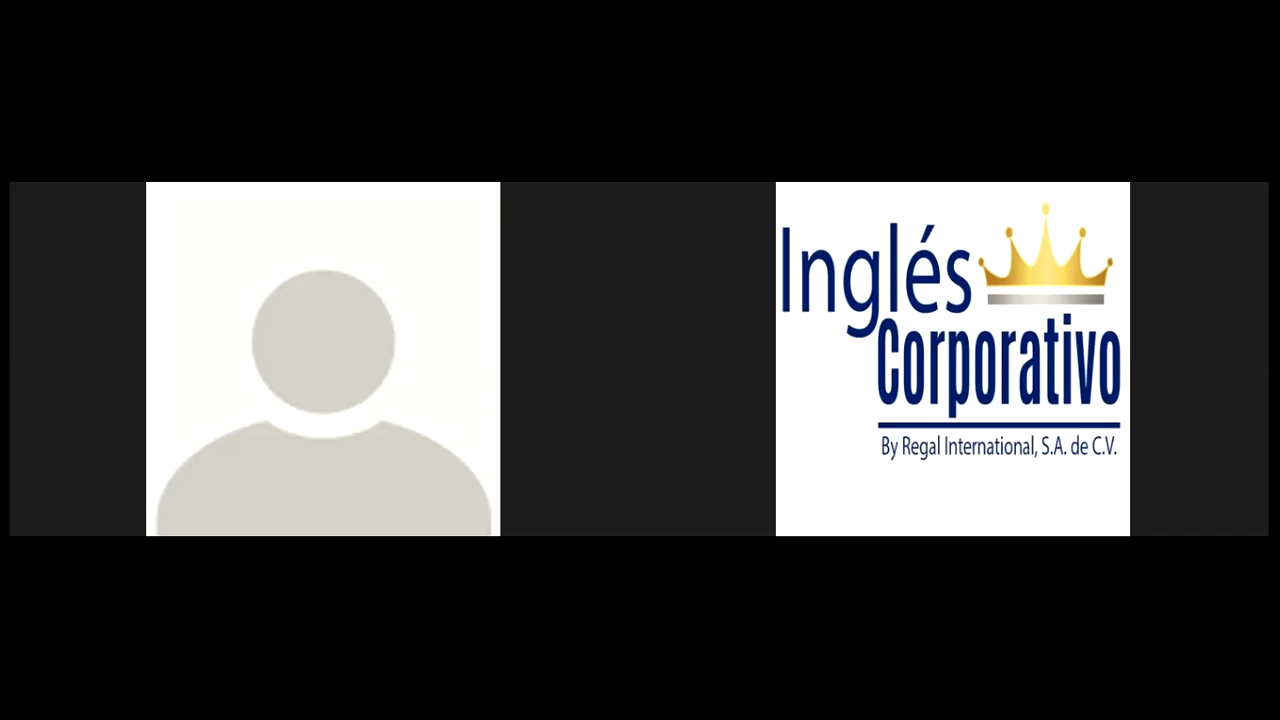 Inglés
Corporativo
By Regal International, S.A. de C.V.